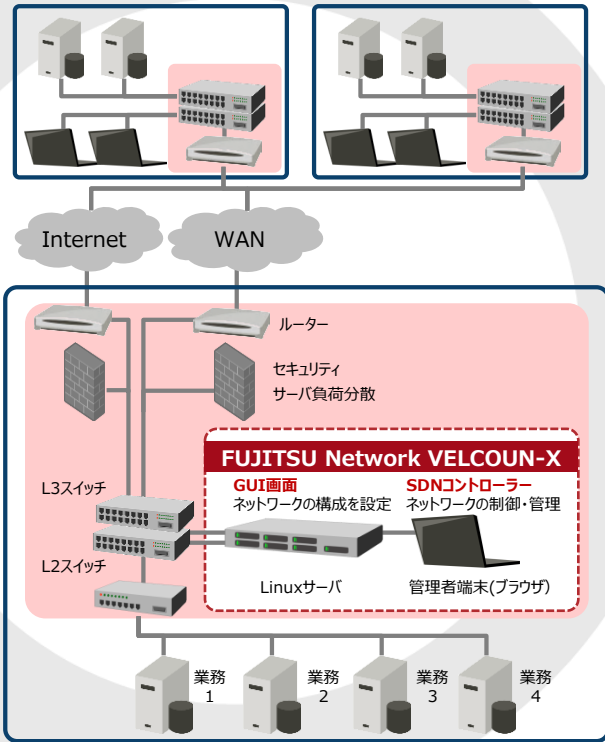 Internet
WAN
ルーター
セキュリティ
サーバ負荷分散
FUJITSU Network VELCOUN-X
GUI画面
ネットワークの構成を設定
SDNコントローラー
ネットワークの制御・管理
L3スイッチ
L2スイッチ
Linuxサーバ
管理者端末(ブラウザ)
業務
1
業務
2
業務
3
業務
4